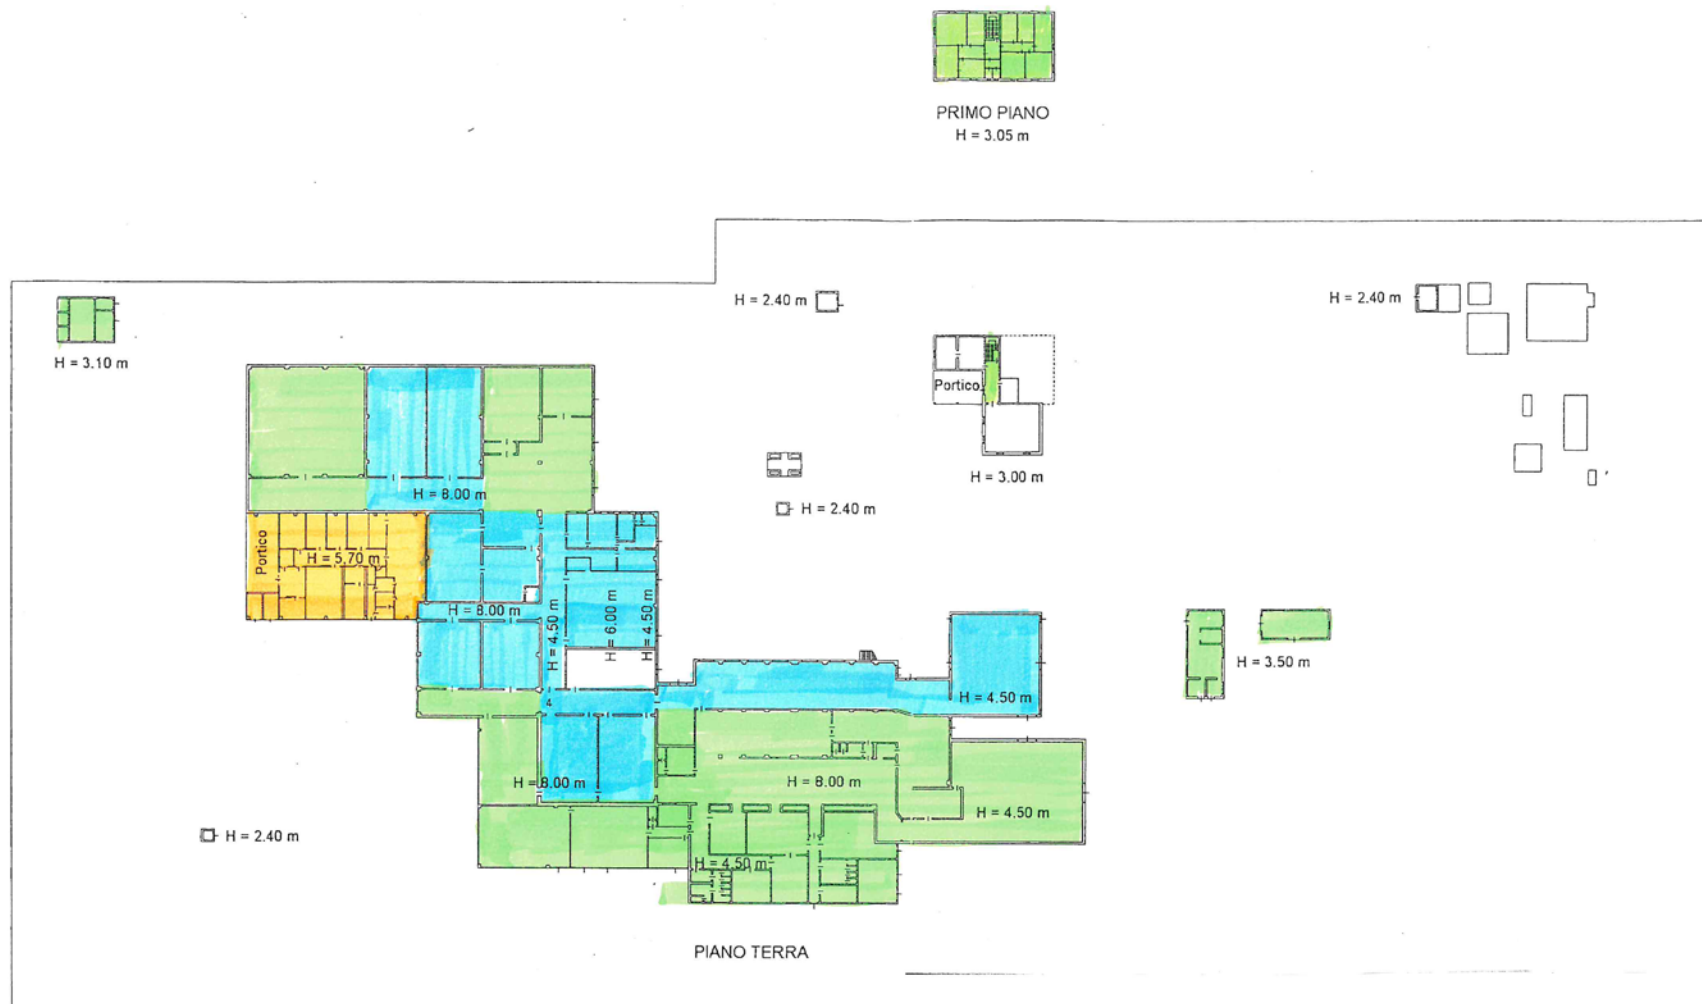 PRIMO PIANO
H = 3.05 m
H = 2.40 m
H = 2.40 m
H = 3.10 m
Portico
H = 3.00 m
H = 8.00 m
H = 2.40 m
Portico
H = 5.70 m
H = 8.00 m
H = 4.50 m
H = 6.00 m
H = 4.50 m
H = 3.50 m
H = 4.50 m
4
H = 8.00 m
H = 8.00 m
H = 4.50 m
H = 2.40 m
H = 4.50 m
PIANO TERRA